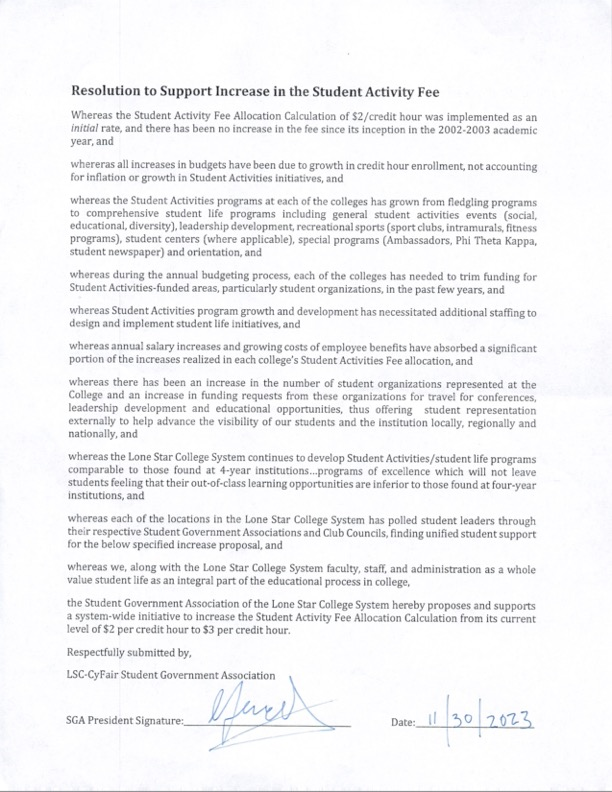 Resolution to Support Increase in the Student Activity Fee
Whereas the Student Activity Fee Allocation Calculation of $2/credit hour was implemented as an
initial rate, and there has been no increase in the fee since its inception in the 2002-2003 academic
year, and
whereras all increases in budgets have been due to growth in credit hour enrollment, not accounting
for inflation or growth in Student Activities initiatives, and
whereas the Student Activities programs at each of the colleges has grown from fledgling programs
to comprehensive student life programs including general student activities events (social,
educational, diversity), leadership development, recreational sports (sport clubs, intramurals, fitness
programs), student centers (where applicable), special programs (Ambassadors, Phi Theta Kappa,
student newspaper) and orientation, and
whereas during the annual budgeting process, each of the colleges has needed to trim funding for
Student Activities-funded areas, particularly student organizations, in the past few years, and
whereas Student Activities program growth and development has necessitated additional staffing to
design and implement student life initiatives, and
whereas annual salary increases and growing costs of employee benefits have absorbed a significant
portion of the increases realized in each college's Student Activities Fee allocation, and
whereas there has been an increase in the number of student organizations represented at the
College and an increase in funding requests from these organizations for travel for conferences,
leadership development and educational opportunities, thus offering student representation
externally to help advance the visibility of our students and the institution locally, regionally and
nationally, and
whereas the Lone Star College System continues to develop Student Activities/student life programs
comparable to those found at 4-year institutions...programs of excellence which will not leave
students feeling that their out-of-class learning opportunities are inferior to those found at four-year
institutions, and
whereas each of the locations in the Lone Star College System has polled student leaders through
their respective Student Government Associations and Club Councils, finding unified student support
for the below specified increase proposal, and
whereas we, along with the Lone Star College System faculty, staff, and administration as a whole
value student life as an integral part of the educational process in college,
the Student Government Association of the Lone Star College System hereby proposes and supports
a system-wide initiative to increase the Student Activity Fee Allocation Calculation from its current
level of $2 per credit hour to $3 per credit hour.
Respectfully submitted by,
LSC-CyFair Student Government Association
SGA President Signature: Date: 11/30/2023